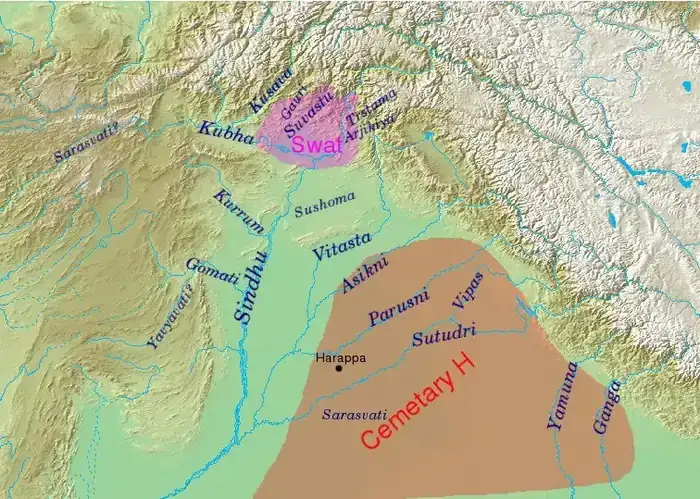 Kusava
Gauri
Suvastu
Trstama
Arjikiya
Sarasvati?
Kubha
Swat
Kurrum
Sushoma
Vitasta
Gomati
Sindhu
Asikni
Yavyavati?
Parusni
Vipas
Sutudri
Harappa
Cemetary H
Sarasvati
Yamuna
Ganga